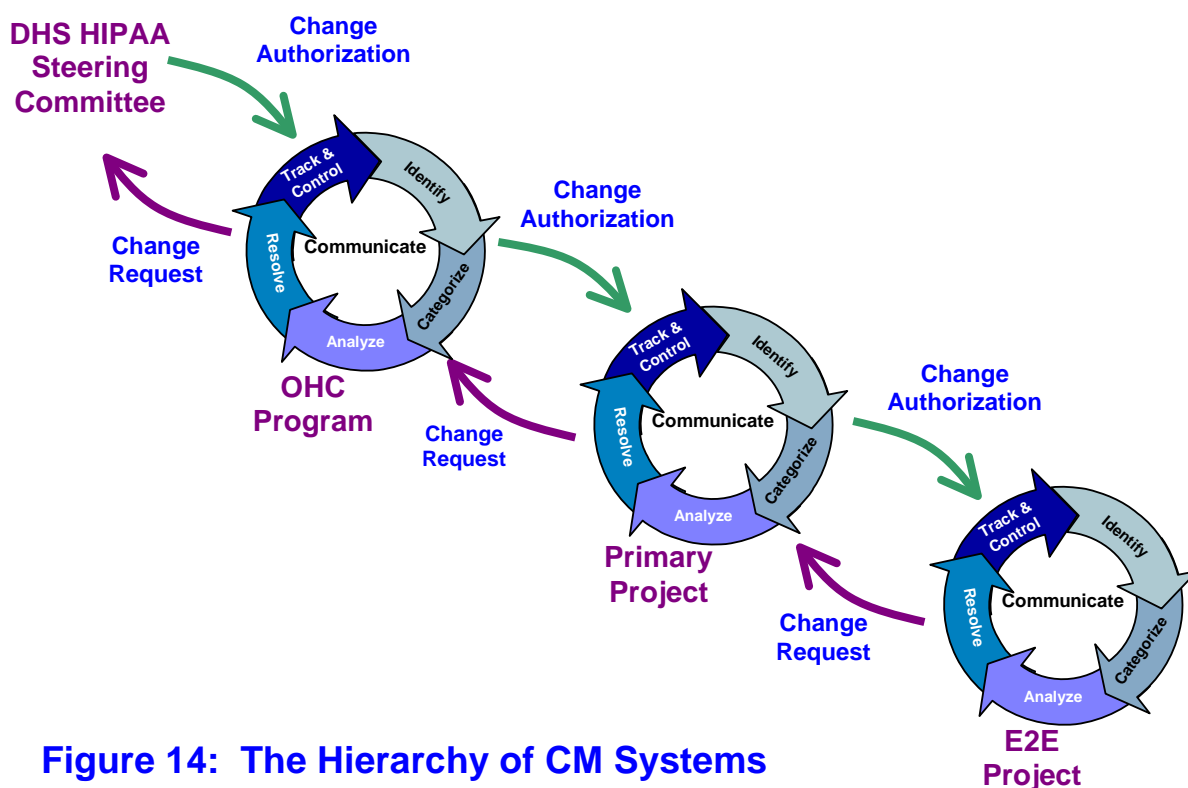 DHS HIPAA
Steering
Committee
Change
Authorization
Change
Request
Track &
Control
Identify
Categorize
Analyze
Resolve
Communicate
OHC
Program
Change
Authorization
Change
Request
Track &
Control
Identify
Categorize
Analyze
Resolve
Communicate
Primary
Project
Change
Authorization
Change
Request
Track &
Control
Identify
Categorize
Analyze
Resolve
Communicate
E2E
Project
Figure 14: The Hierarchy of CM Systems